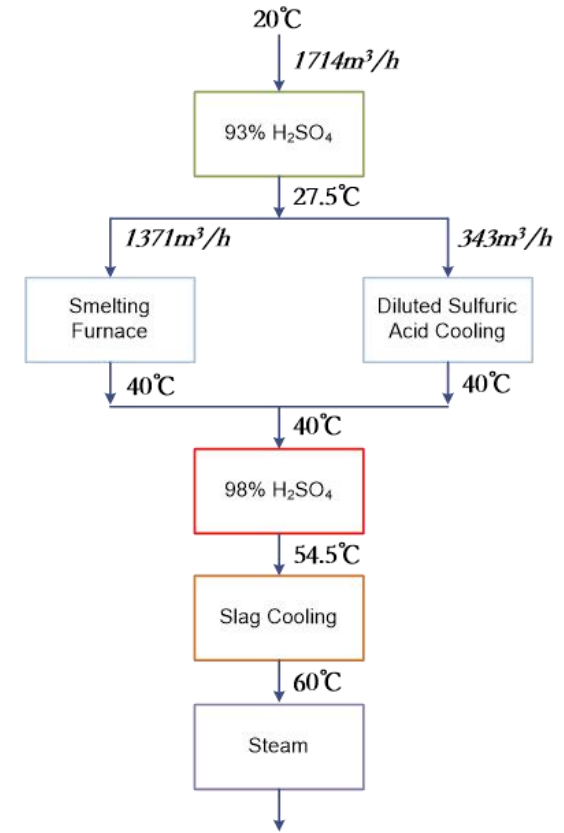 20℃
1714m³/h
93% H₂SO₄
27.5℃
1371m³/h
343m³/h
Smelting
Furnace
Diluted Sulfuric
Acid Cooling
40℃
40℃
40℃
98% H₂SO₄
54.5℃
Slag Cooling
60℃
Steam